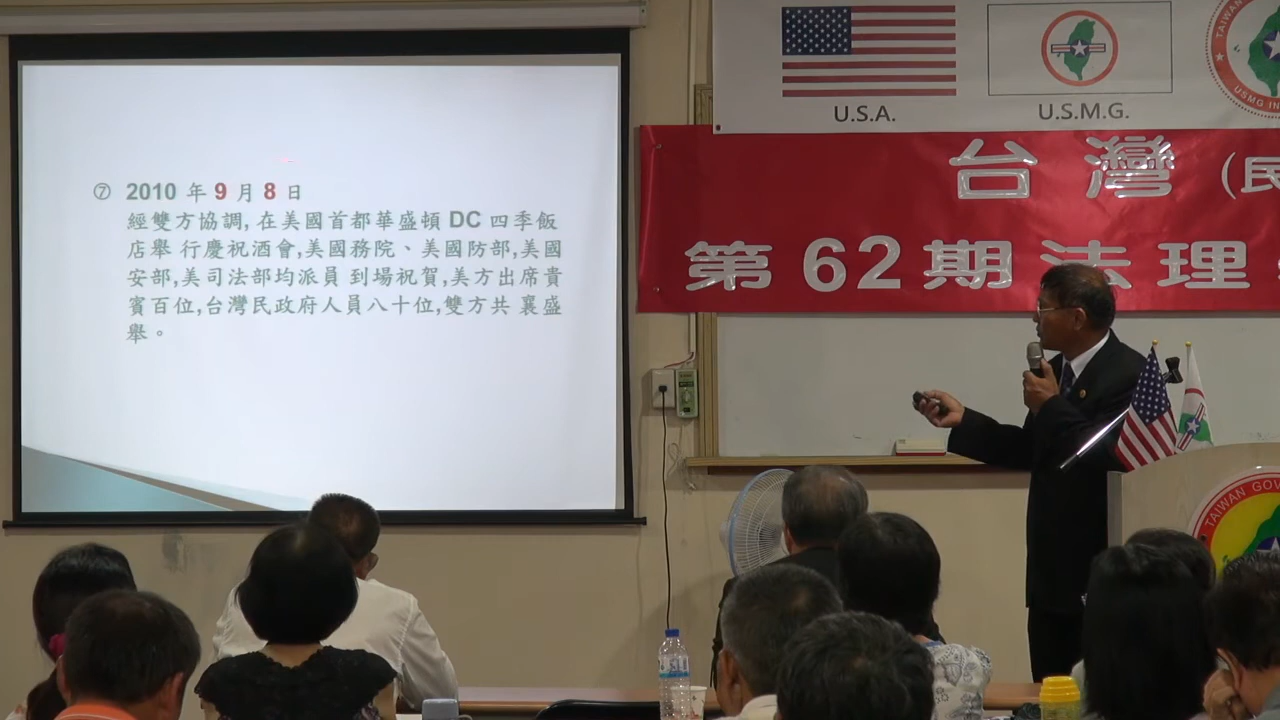 ⑦ 2010 年 9 月 8 日
經雙方協調, 在美國首都華盛頓 DC 四季飯
店舉 行慶祝酒會,美國務院、美國防部,美國
安部,美司法部均派員 到場祝賀,美方出席貴
賓百位,台灣民政府人員八十位,雙方共 襄盛
舉。
U.S.A.
U.S.M.G.
台灣(民
第62期法理
TAIWAN GOV